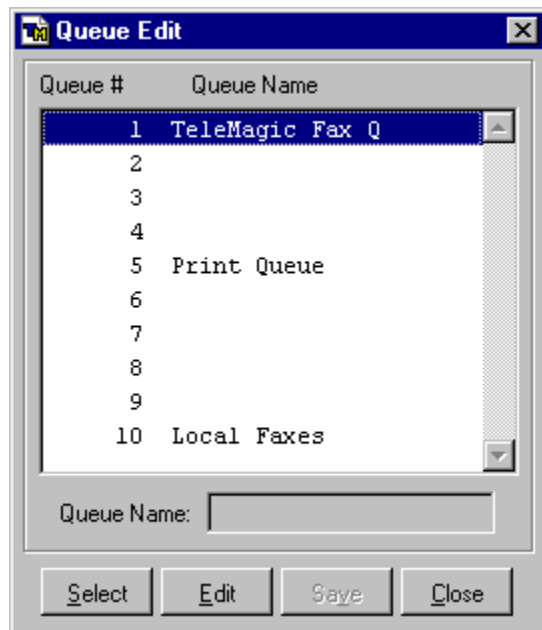 Queue Edit
Queue # Queue Name
1 TeleMagic Fax Q
2
3
4
5 Print Queue
6
7
8
9
10 Local Faxes
Queue Name:
Select Edit Save Close